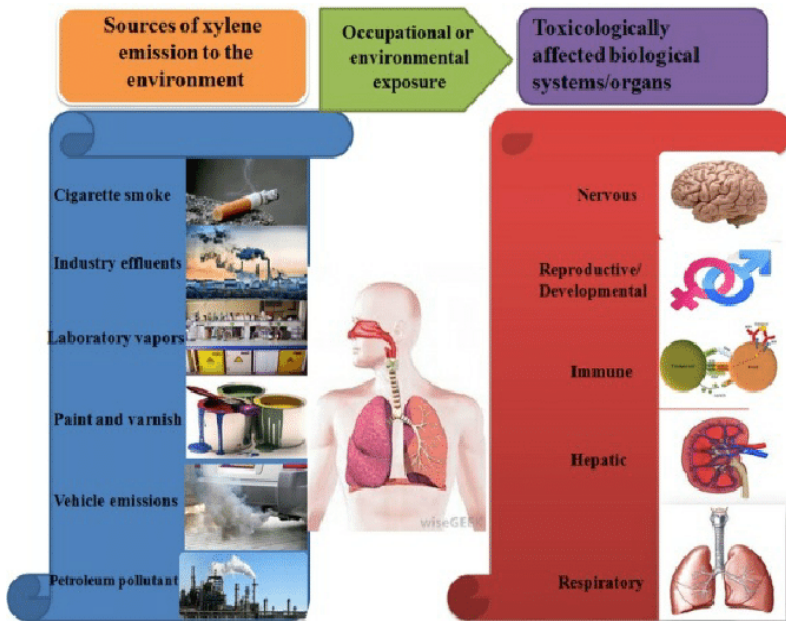 Sources of xylene
emission to the
environment
Occupational or
environmental
exposure
Toxicologically
affected biological
systems/organs
Cigarette smoke
Industry effluents
Laboratory vapors
Paint and varnish
Vehicle emissions
Petroleum pollutant
wiseGEEK
Nervous
Reproductive/
Developmental
Immune
Hepatic
Respiratory